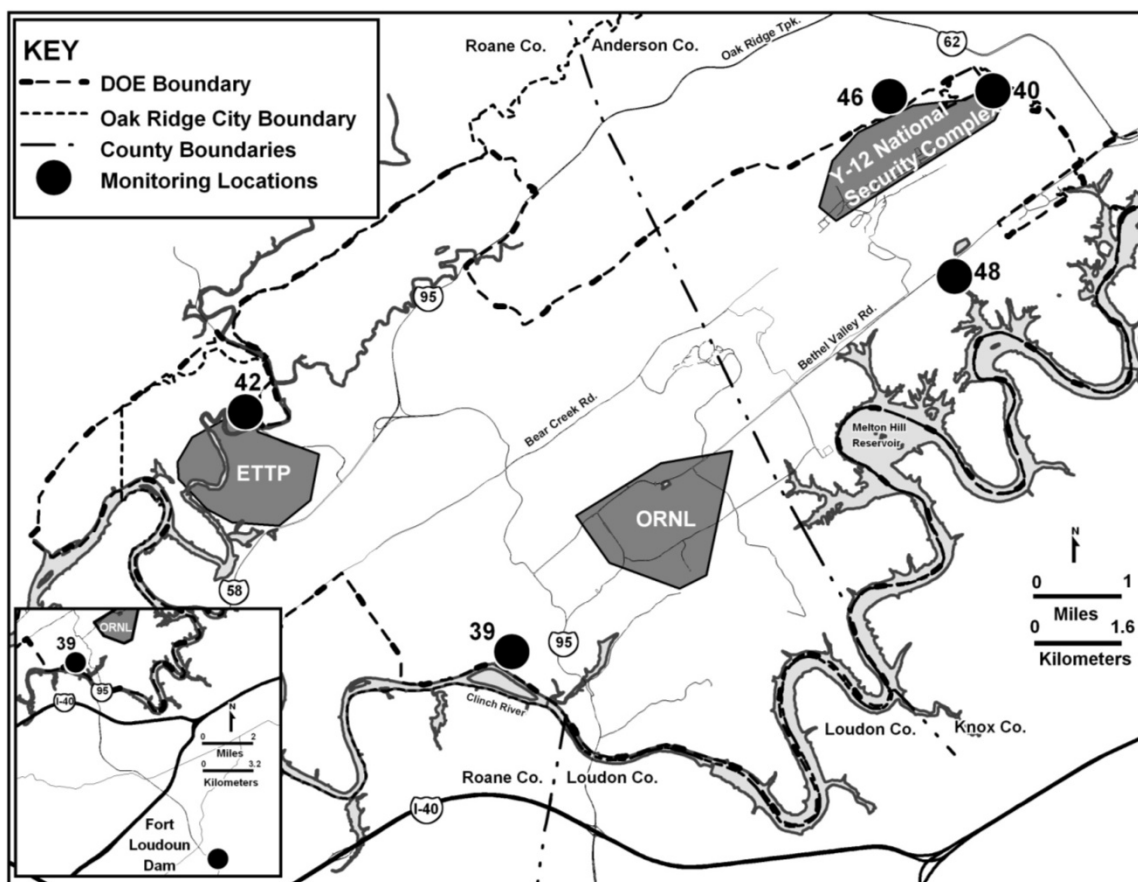 KEY
DOE Boundary
Oak Ridge City Boundary
County Boundaries
Monitoring Locations
Roane Co.
Anderson Co.
Oak Ridge Tpk.
62
46
40
Y-12 National
Security Complex
48
95
42
Bethel Valley Rd.
Bear Creek Rd.
Melton Hill
Reservoir
ETTP
ORNL
N
0 1
Miles
0 1.6
Kilometers
58
39
95
Clinch River
Loudon Co.
Knox Co.
Roane Co.
Loudon Co.
I-40
ORNL
39
95
I-40
N
0 2
Miles
0 3.2
Kilometers
Fort
Loudoun
Dam